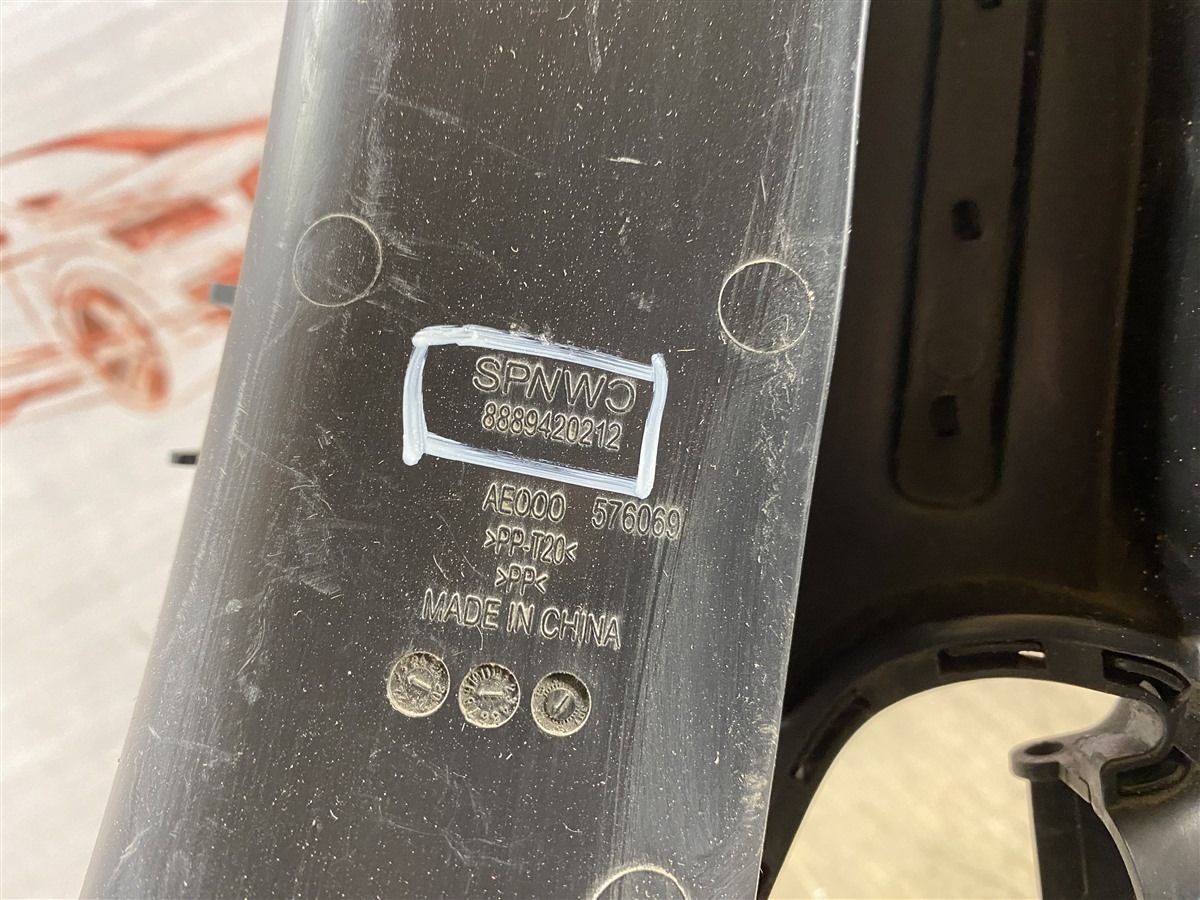 SPNWC
8889420212
AE000 576069
>PP-T20<
>PP<
MADE IN CHINA